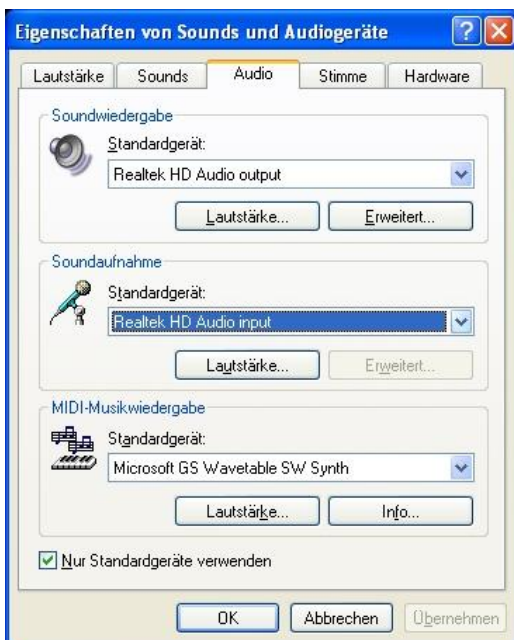 Eigenschaften von Sounds und Audiogeräte
Lautstärke Sounds Audio Stimme Hardware
Soundwiedergabe
Standardgerät:
Realtek HD Audio output
Lautstärke... Erweitert...
Soundaufnahme
Standardgerät:
Realtek HD Audio input
Lautstärke... Erweitert...
MIDI-Musikwiedergabe
Standardgerät:
Microsoft GS Wavetable SW Synth
Lautstärke... Info...
Nur Standardgeräte verwenden
OK Abbrechen Übernehmen